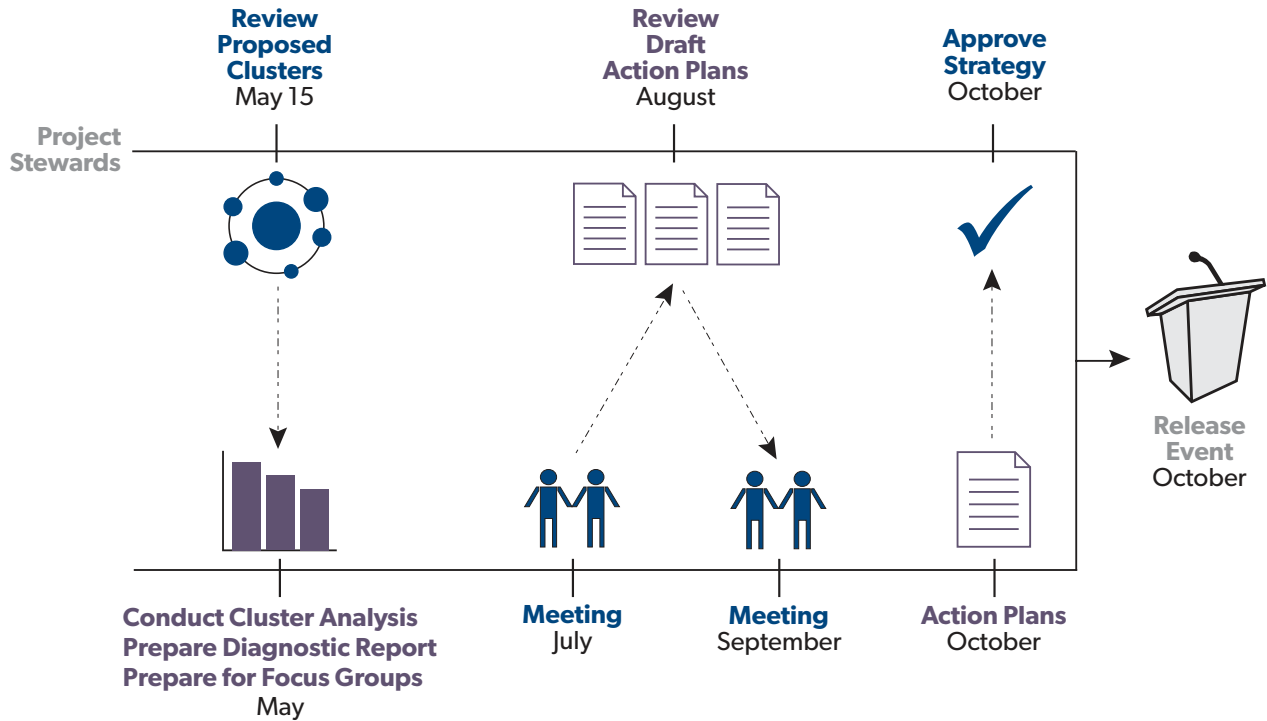 Review
Proposed
Clusters
May 15
Review
Draft
Action Plans
August
Approve
Strategy
October
Project
Stewards
Release
Event
October
Conduct Cluster Analysis
Prepare Diagnostic Report
Prepare for Focus Groups
May
Meeting
July
Meeting
September
Action Plans
October